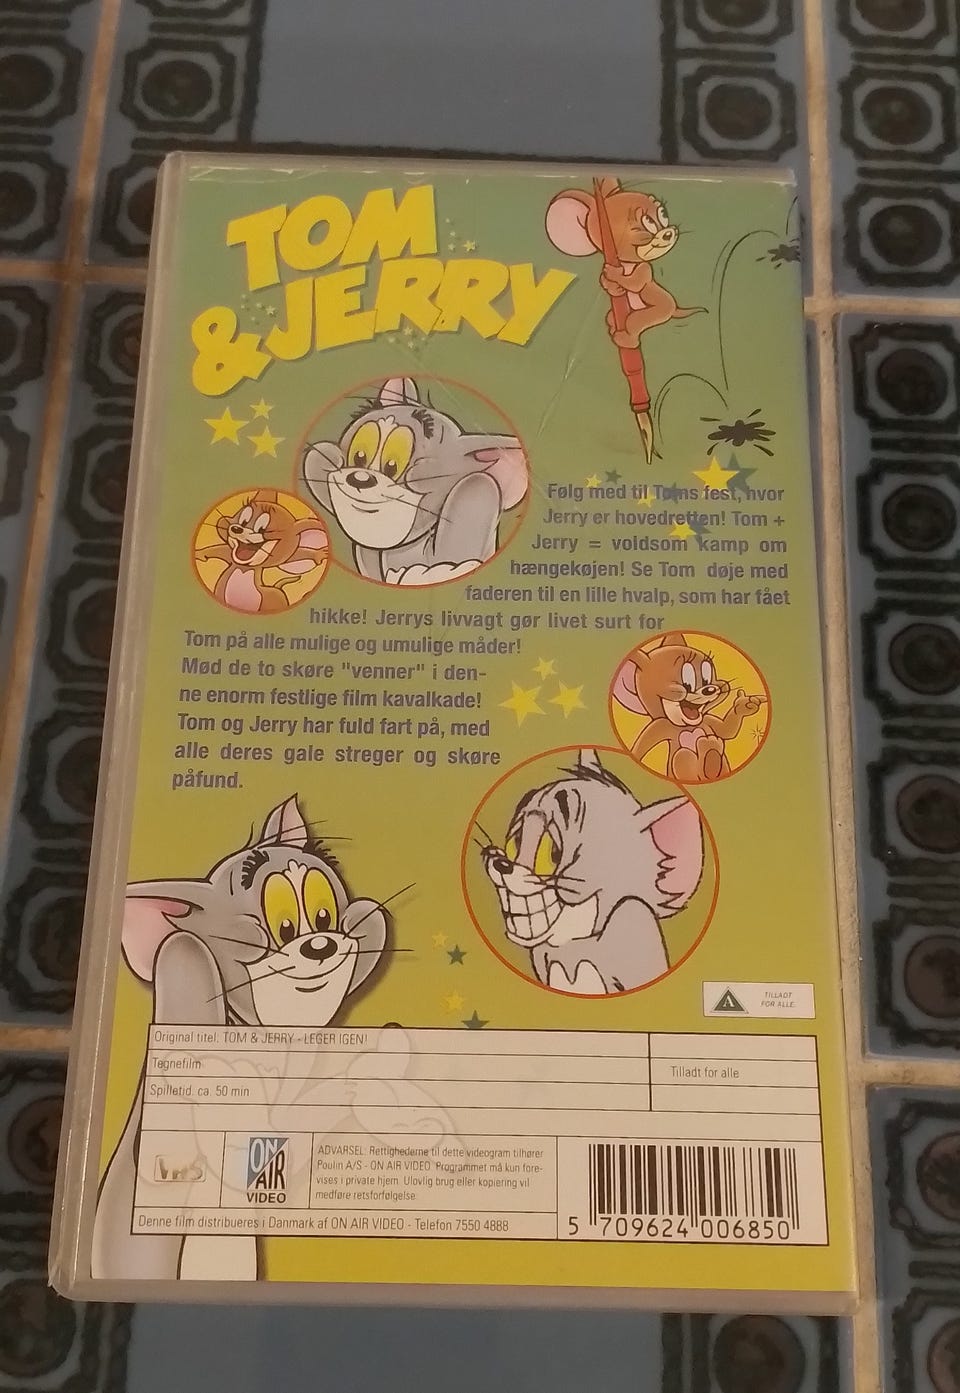 TOM
& JERRY
Følg med til Toms fest, hvor
Jerry er hovedretten! Tom +
Jerry = voldsom kamp om
hængekøjen! Se Tom døje med
faderen til en lille hvalp, som har fået
hikke! Jerrys livvagt gør livet surt for
Tom på alle mulige og umulige måder!
Mød de to skøre "venner" i den-
ne enorm festlige film kavalkade!
Tom og Jerry har fuld fart på, med
alle deres gale streger og skøre
påfund.
A
TILLADT
FOR ALLE.
Original titel: TOM & JERRY - LEGER IGEN!
Tegnefilm
Tilladt for alle
Spilletid: ca. 50 min
VHS
ON
AIR
VIDEO
ADVARSEL: Rettighederne til dette videogram tilhører
Poulin A/S - ON AIR VIDEO. Programmet må kun fore-
vises i private hjem. Ulovlig brug eller kopiering vil
medføre retsforfølgelse.
Denne film distribueres i Danmark af ON AIR VIDEO - Telefon 7550 4888
5 709624 006850